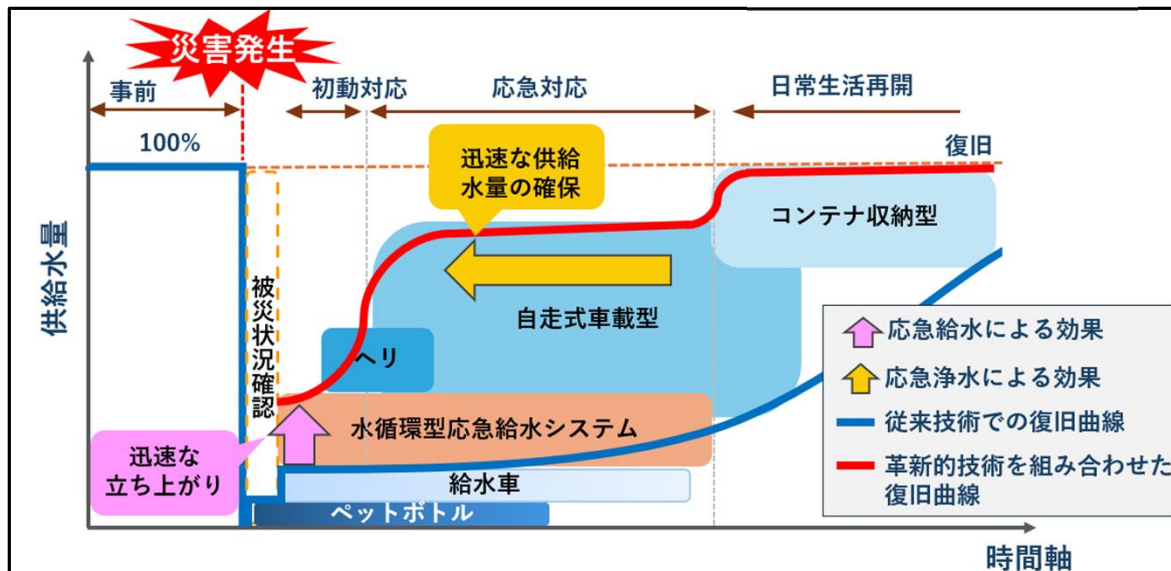 災害発生
事前
初動対応
応急対応
日常生活再開
100%
復旧
迅速な供給
水量の確保
コンテナ収納型
供給水量
被災状況確認
自走式車載型
ヘリ
水循環型応急給水システム
迅速な
立ち上がり
給水車
ペットボトル
応急給水による効果
応急浄水による効果
従来技術での復旧曲線
革新的技術を組み合わせた
復旧曲線
時間軸